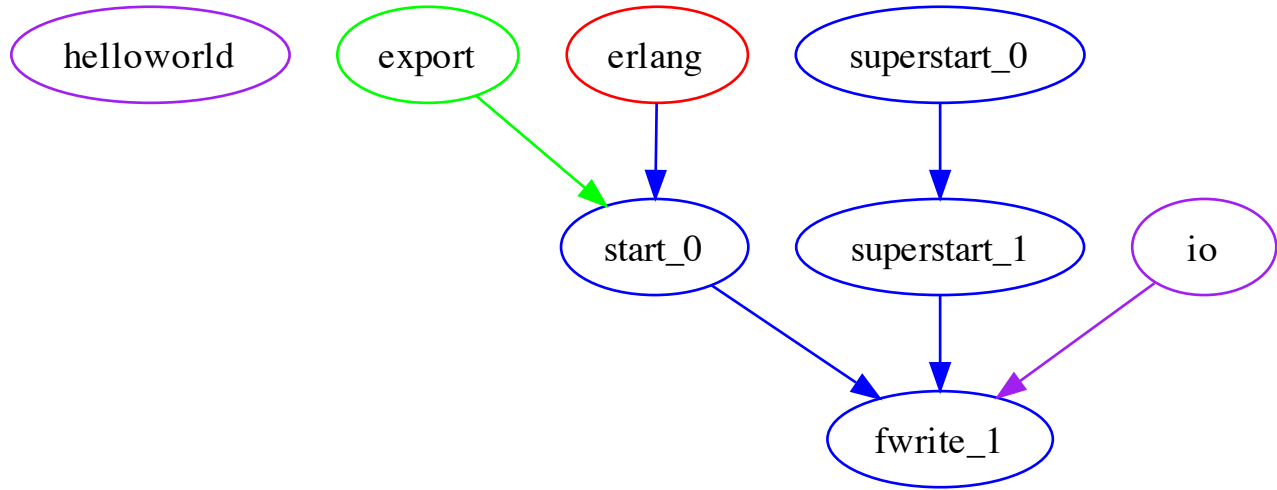 helloworld
export
erlang
superstart_0
start_0
superstart_1
io
fwrite_1